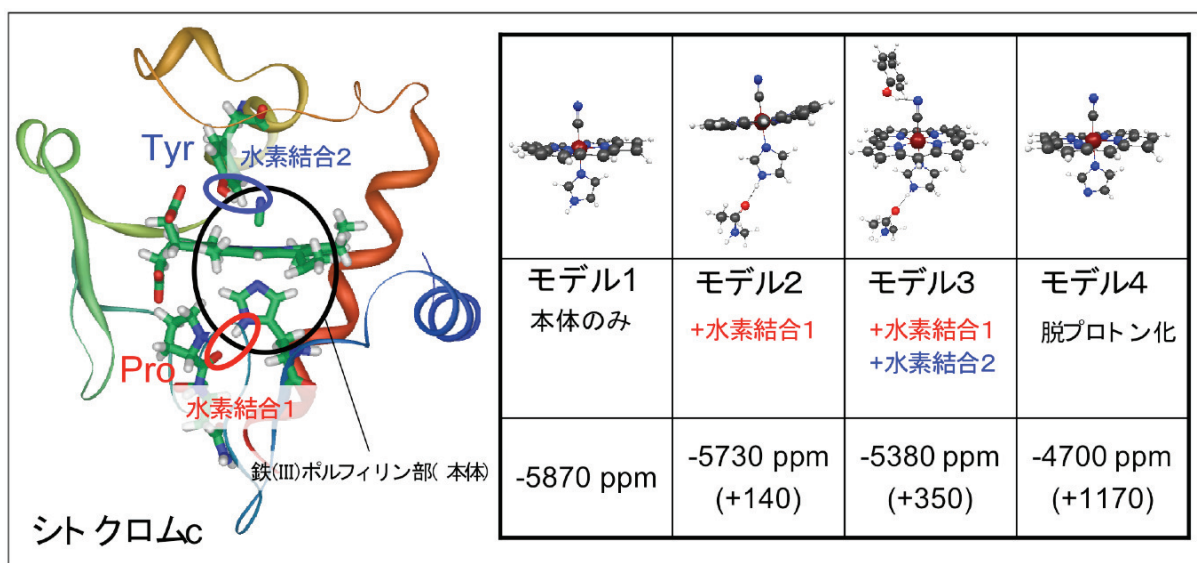 Tyr
水素結合2
Pro
水素結合1
鉄(III)ポルフィリン部(本体)
シトクロムc
モデル1
本体のみ
モデル2
+水素結合1
モデル3
+水素結合1
+水素結合2
モデル4
脱プロトン化
-5870 ppm
-5730 ppm
(+140)
-5380 ppm
(+350)
-4700 ppm
(+1170)